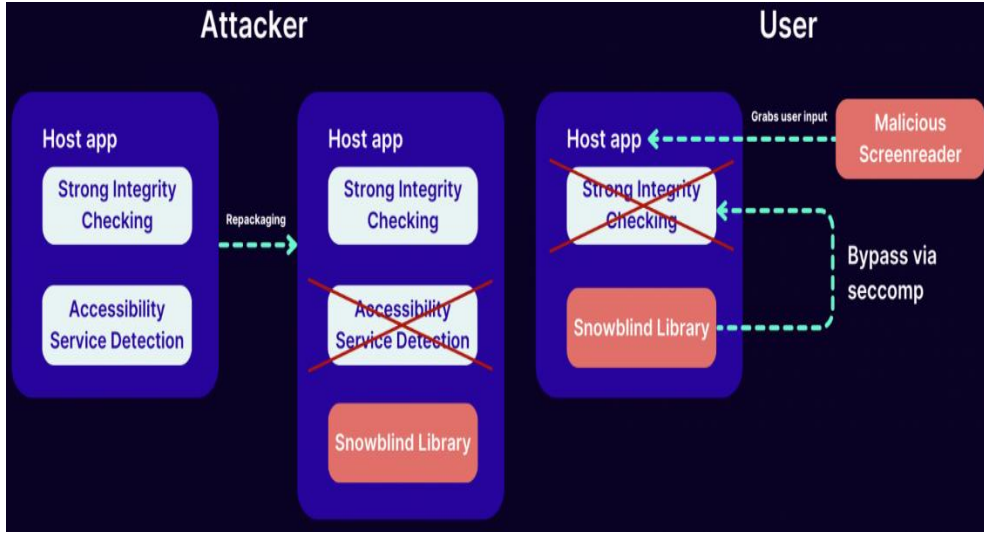 Attacker
User
Host app
Strong Integrity
Checking
Accessibility
Service Detection
Repackaging
Host app
Strong Integrity
Checking
Accessibility
Service Detection
Snowblind Library
Host app
Strong Integrity
Checking
Snowblind Library
Grabs user input
Malicious
Screenreader
Bypass via
seccomp